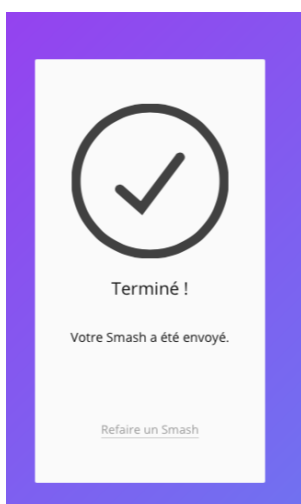 Terminé !
Votre Smash a été envoyé.
Refaire un Smash